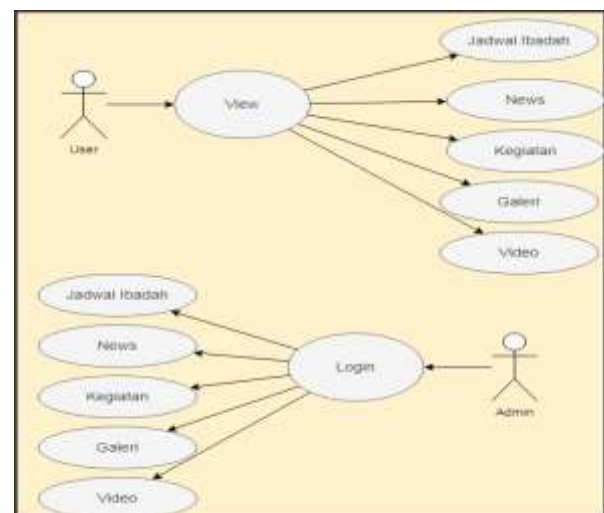 Jadwal Ibadah
View
News
User
Kegiatan
Galeri
Video
Jadwal Ibadah
News
Login
Kegiatan
Admin
Galeri
Video